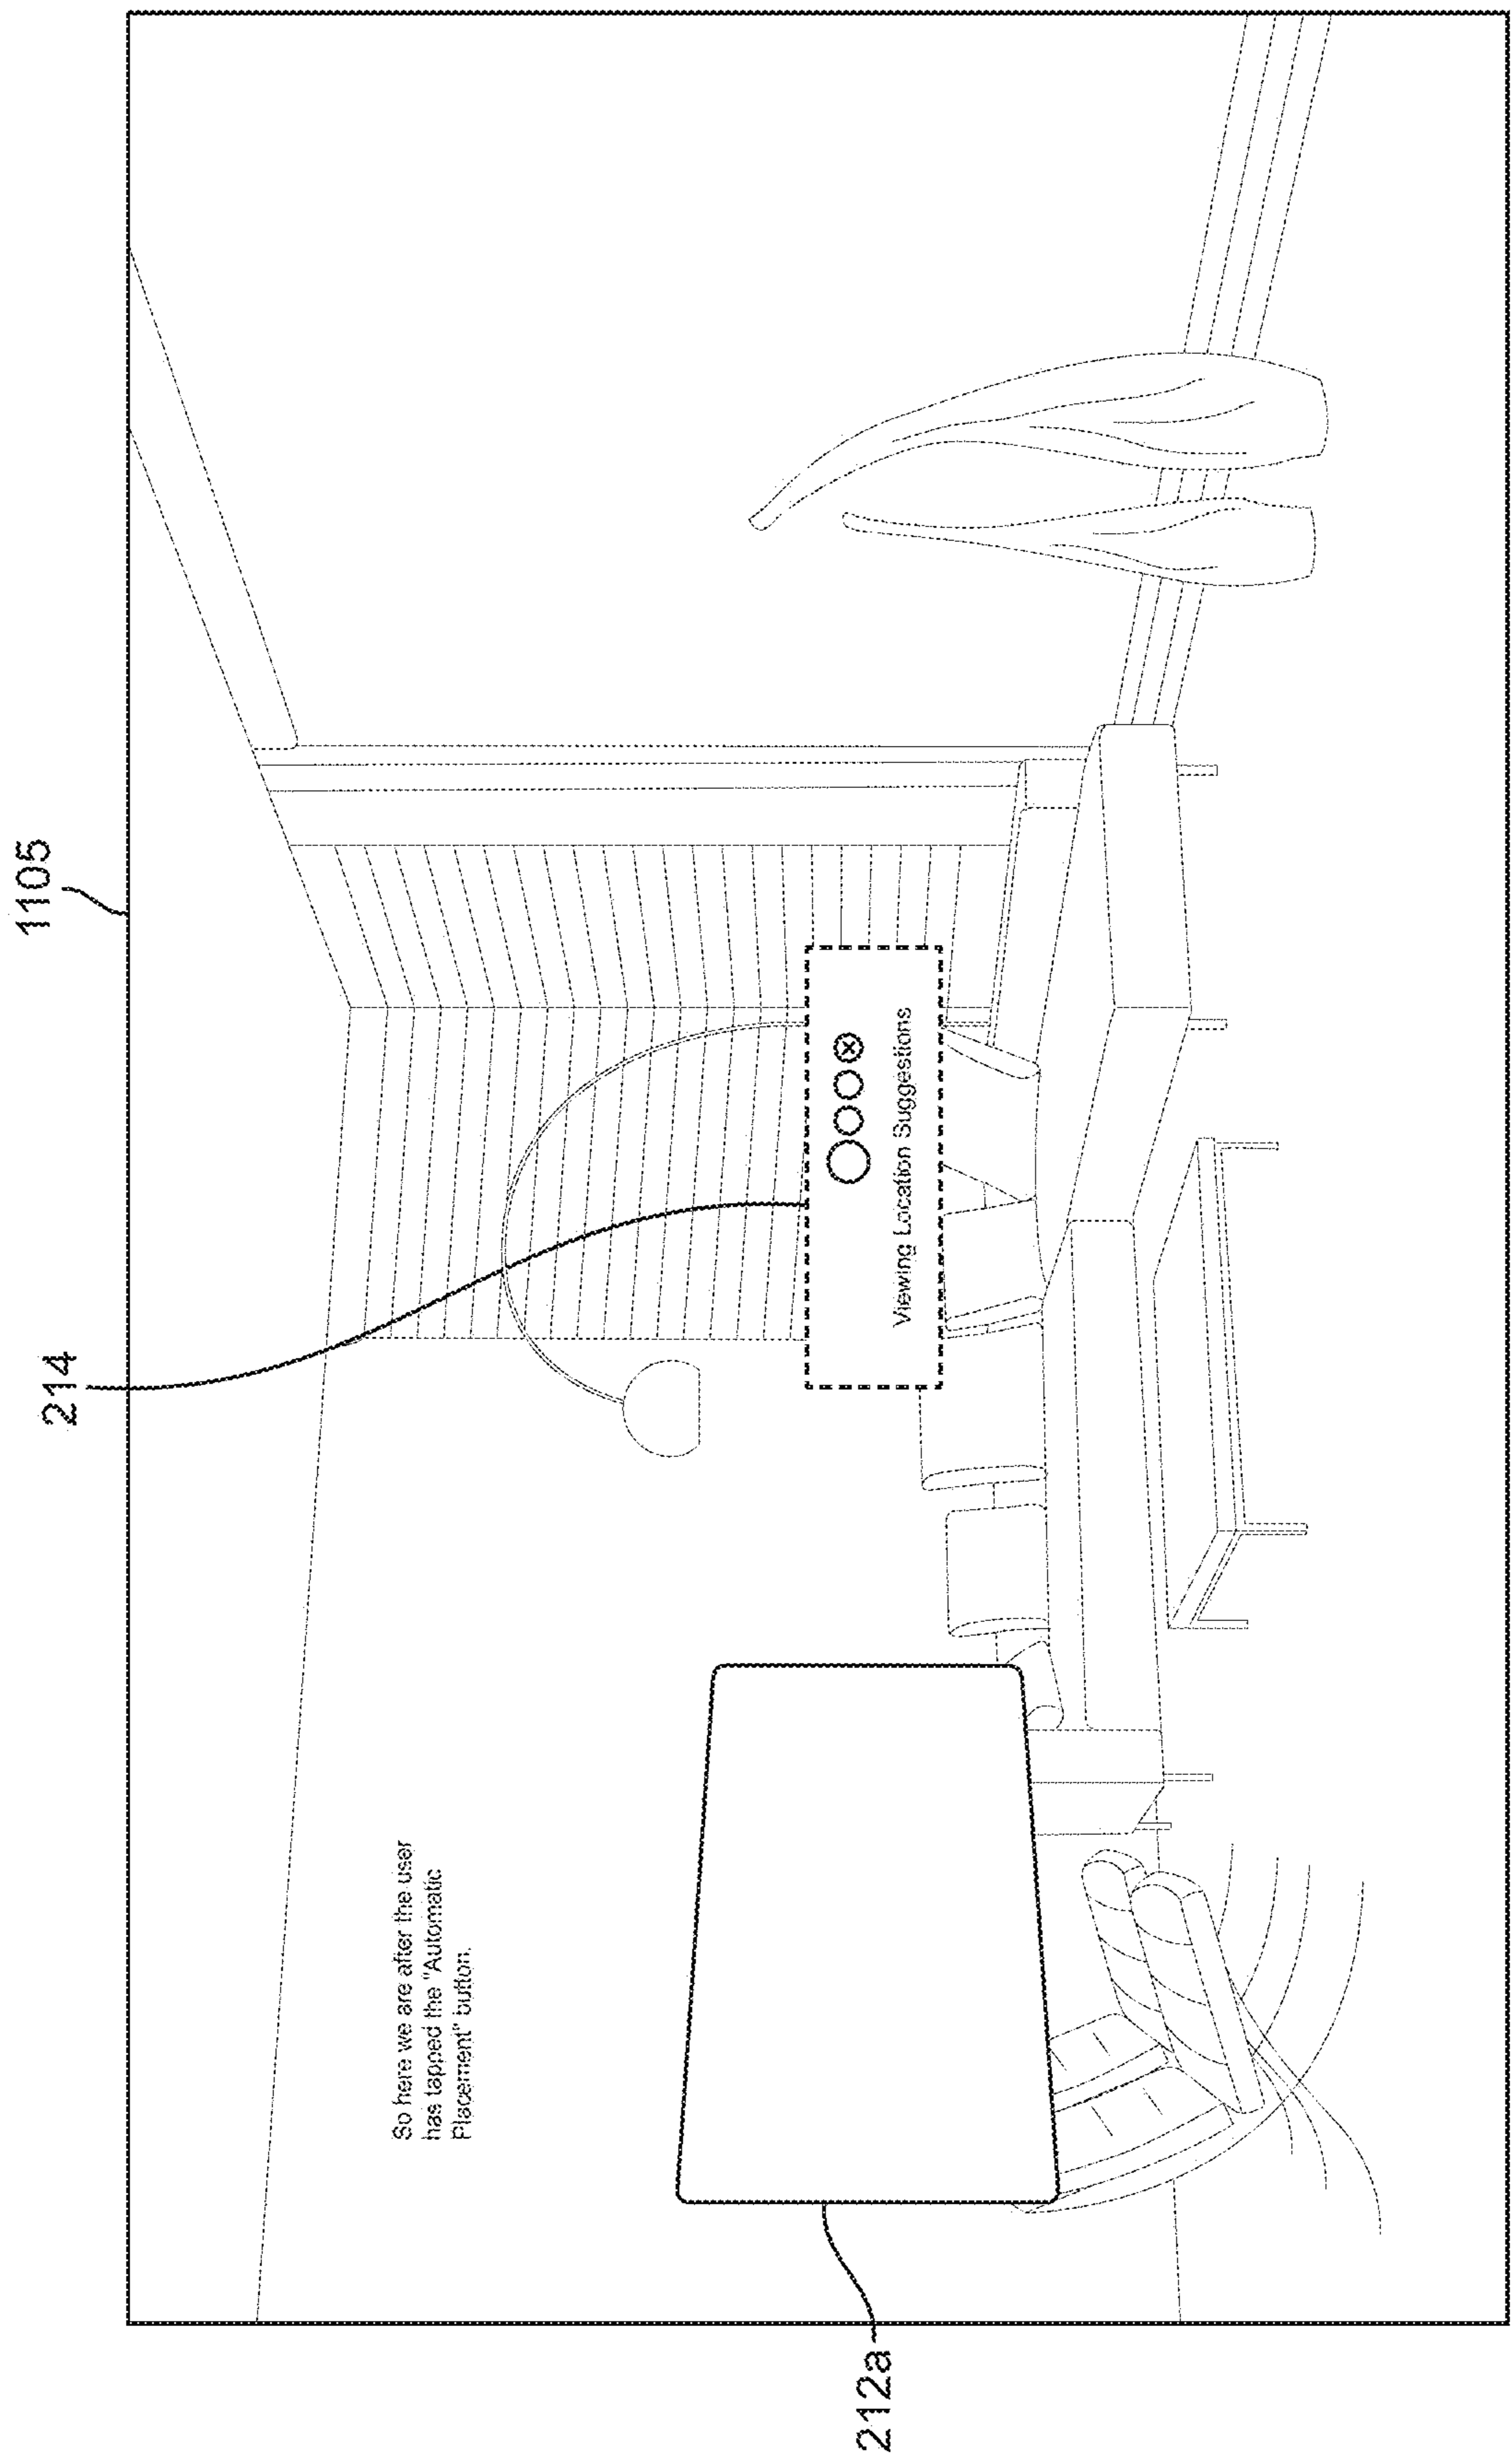 1105
214
So here we are after the user
has tapped the "Automatic
Placement" button.
Viewing Location Suggestions
212a